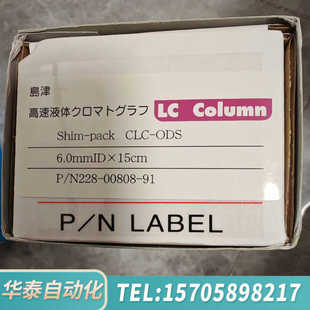 島津
高速液体クロマトグラフ LC Column
Shim-pack CLC-ODS
6.0mmID×15cm
P/N228-00808-91
P/N LABEL
华泰自动化 TEL:15705898217